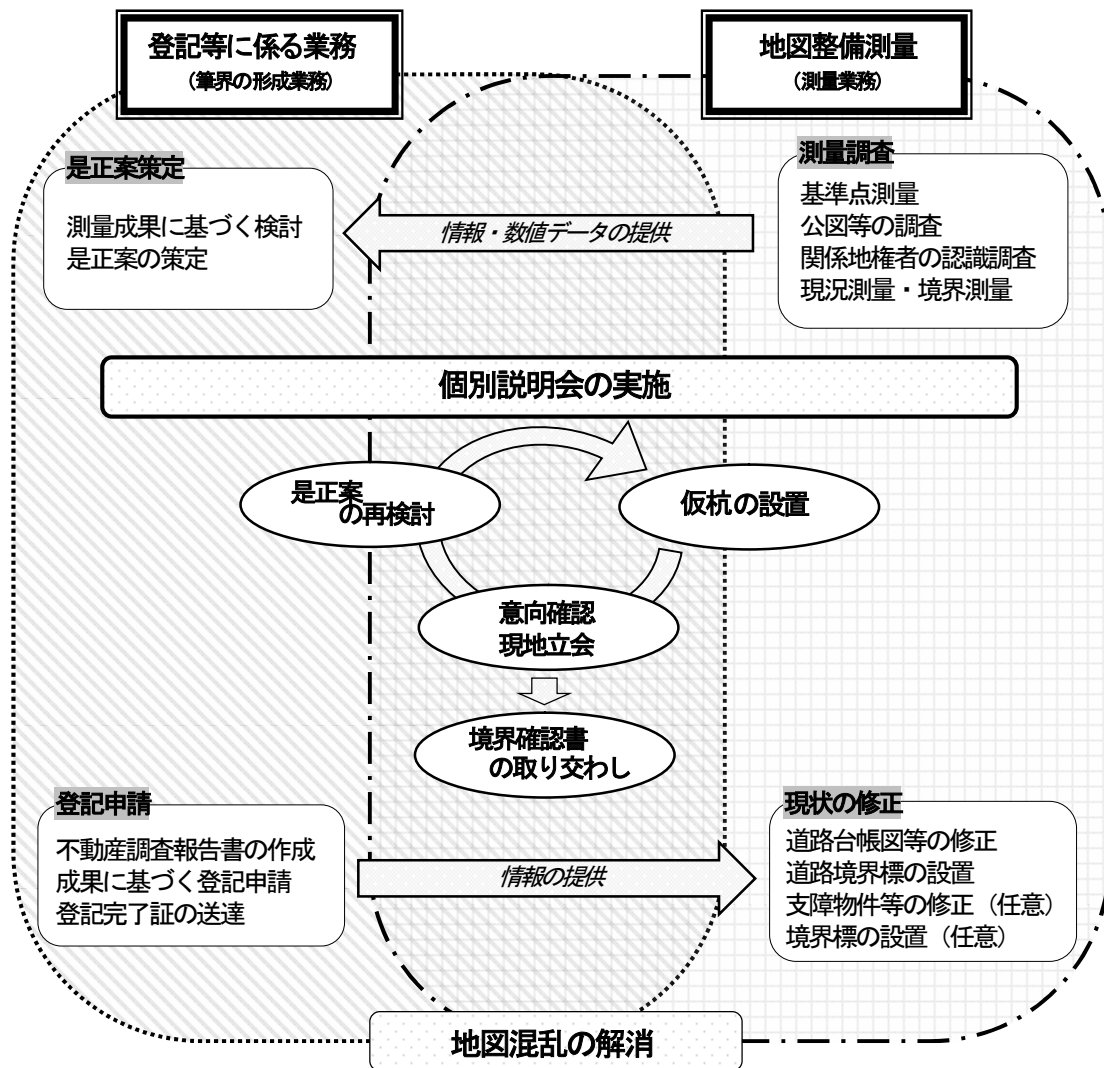 登記等に係る業務
（筆界の形成業務）
地図整備測量
（測量業務）
是正案策定
測量成果に基づく検討
是正案の策定
情報・数値データの提供
測量調査
基準点測量
公図等の調査
関係地権者の認識調査
現況測量・境界測量
個別説明会の実施
是正案
の再検討
仮杭の設置
意向確認
現地立会
境界確認書
の取り交わし
登記申請
不動産調査報告書の作成
成果に基づく登記申請
登記完了証の送達
情報の提供
現状の修正
道路台帳図等の修正
道路境界標の設置
支障物件等の修正（任意）
境界標の設置（任意）
地図混乱の解消